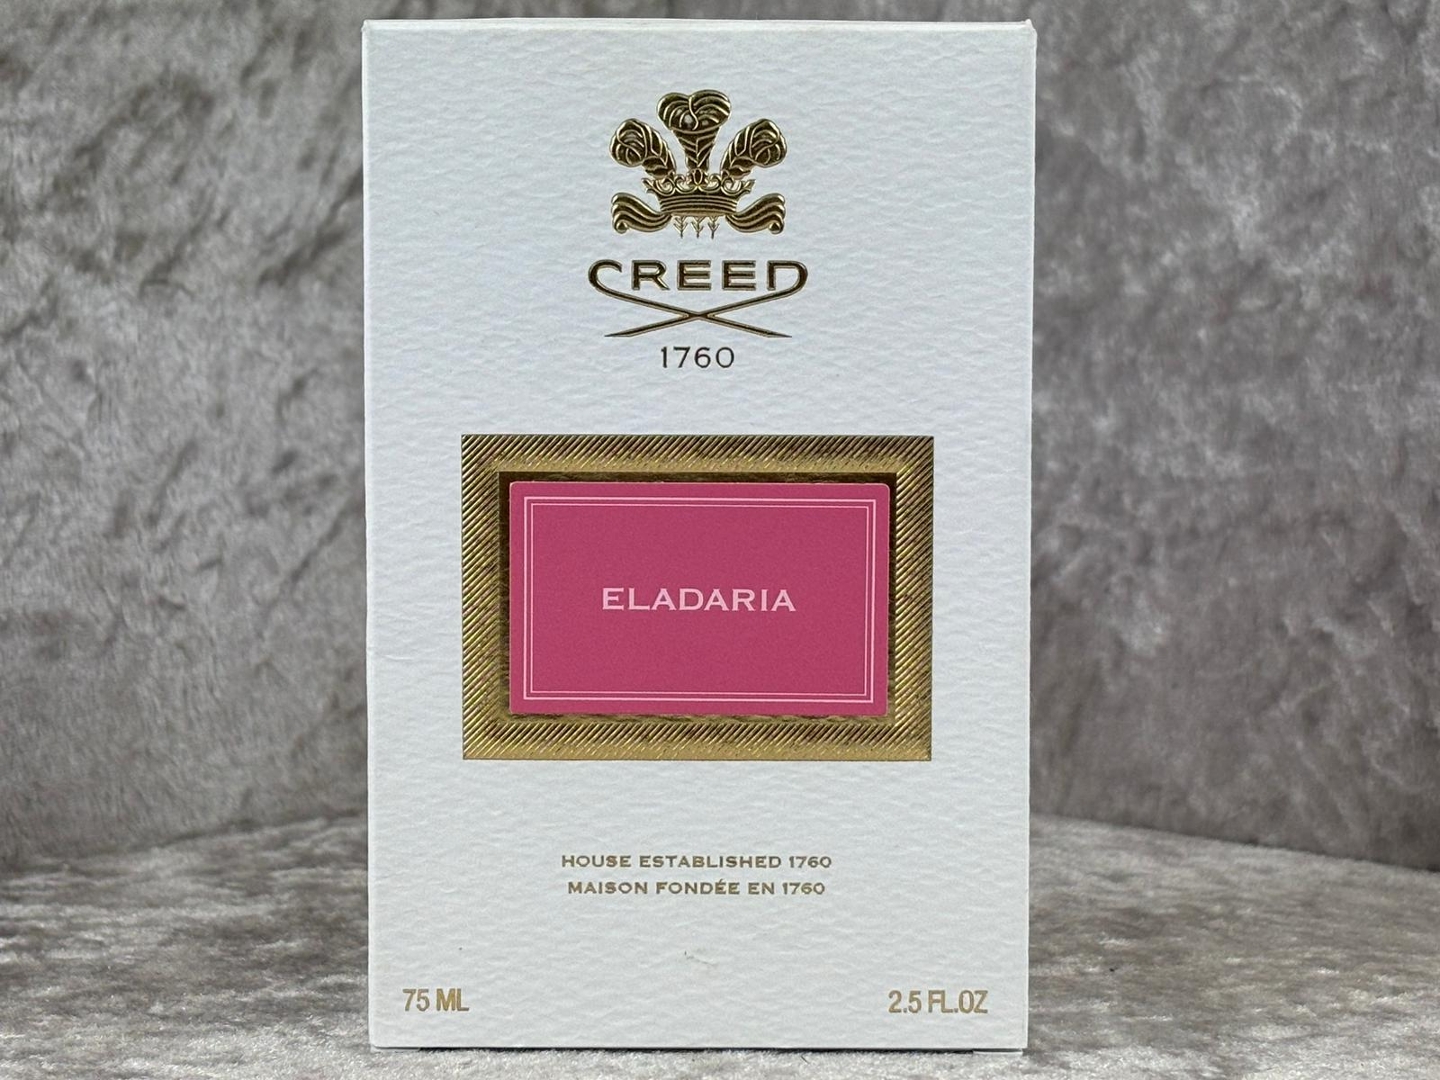 CREED
1760
ELADARIA
HOUSE ESTABLISHED 1760
MAISON FONDÉE EN 1760
75 ML
2.5 FL.OZ